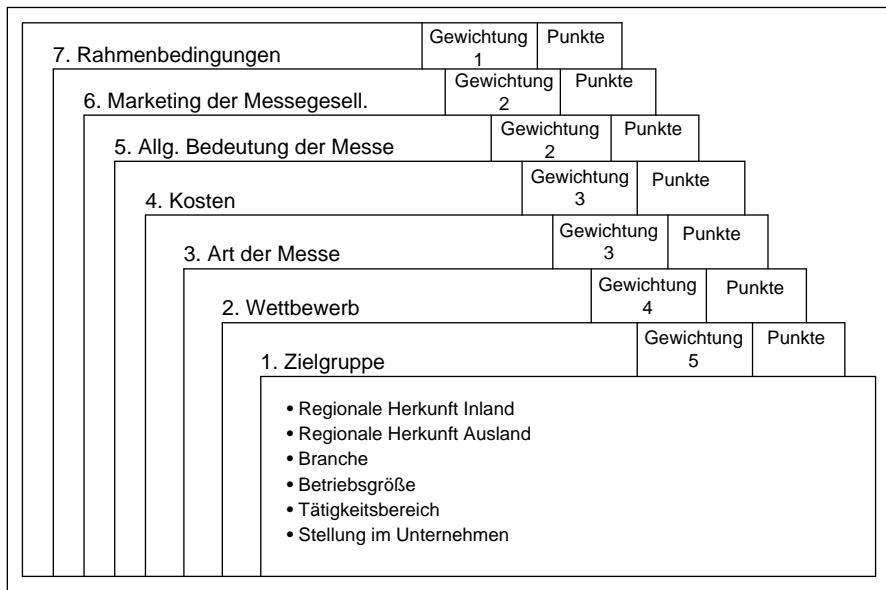 Gewichtung Punkte
7. Rahmenbedingungen 1
Gewichtung Punkte
6. Marketing der Messegesell. 2
Gewichtung Punkte
5. Allg. Bedeutung der Messe 2
Gewichtung Punkte
4. Kosten 3
Gewichtung Punkte
3. Art der Messe 3
Gewichtung Punkte
2. Wettbewerb 4
Gewichtung Punkte
1. Zielgruppe 5
• Regionale Herkunft Inland
• Regionale Herkunft Ausland
• Branche
• Betriebsgröße
• Tätigkeitsbereich
• Stellung im Unternehmen